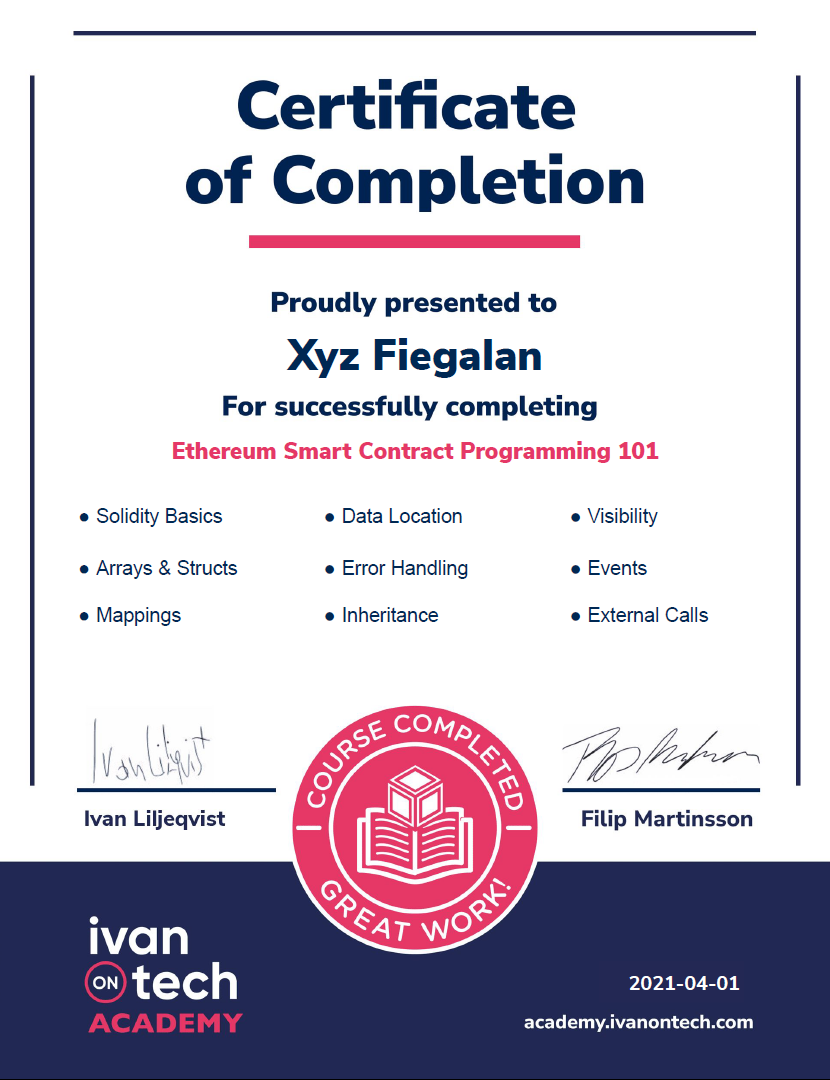 Certificate
of Completion
Proudly presented to
Xyz Fiegalan
For successfully completing
Ethereum Smart Contract Programming 101
● Solidity Basics
● Data Location
● Visibility
● Arrays & Structs
● Error Handling
● Events
● Mappings
● Inheritance
● External Calls
Ivan Liljeqvist
Ivan Liljeqvist
COURSE COMPLETED
GREAT WORK!
Filip Martinsson
ivan
ON tech
ACADEMY
2021-04-01
academy.ivanontech.com